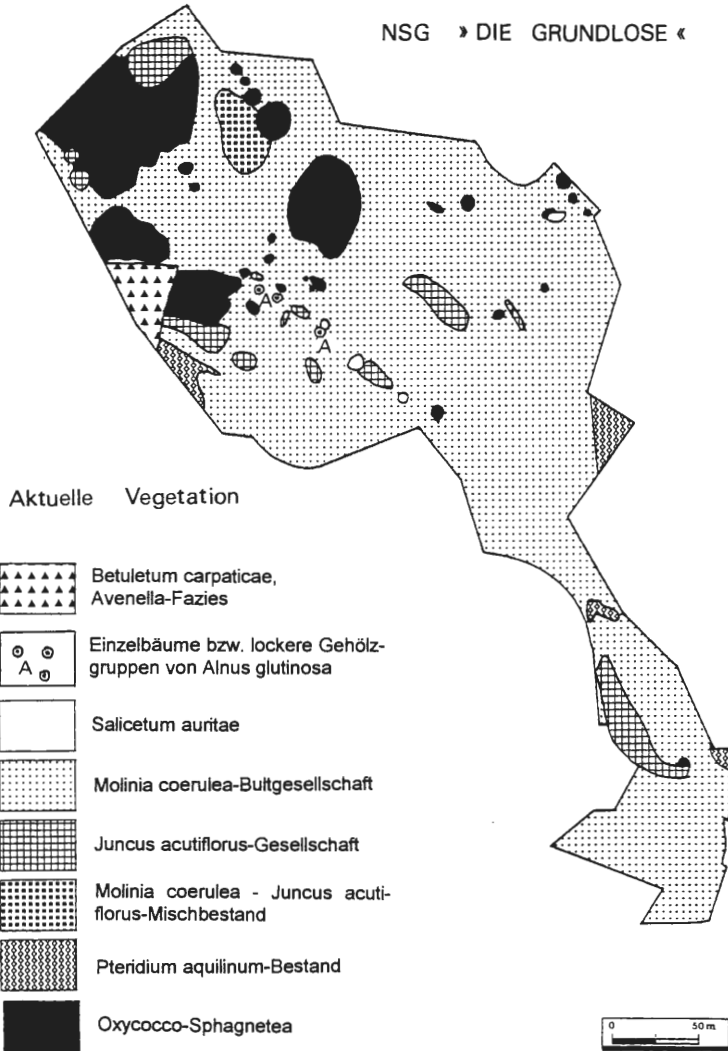 NSG » DIE GRUNDLOSE «
A
A
Aktuelle Vegetation
Betuletum carpaticae,
Avenella-Fazies
A
Einzelbäume bzw. lockere Gehölz-
gruppen von Alnus glutinosa
Salicetum auritae
Molinia coerulea-Bultgesellschaft
Juncus acutiflorus-Gesellschaft
Molinia coerulea - Juncus acuti-
florus-Mischbestand
Pteridium aquilinum-Bestand
Oxycocco-Sphagnetea
0 50 m